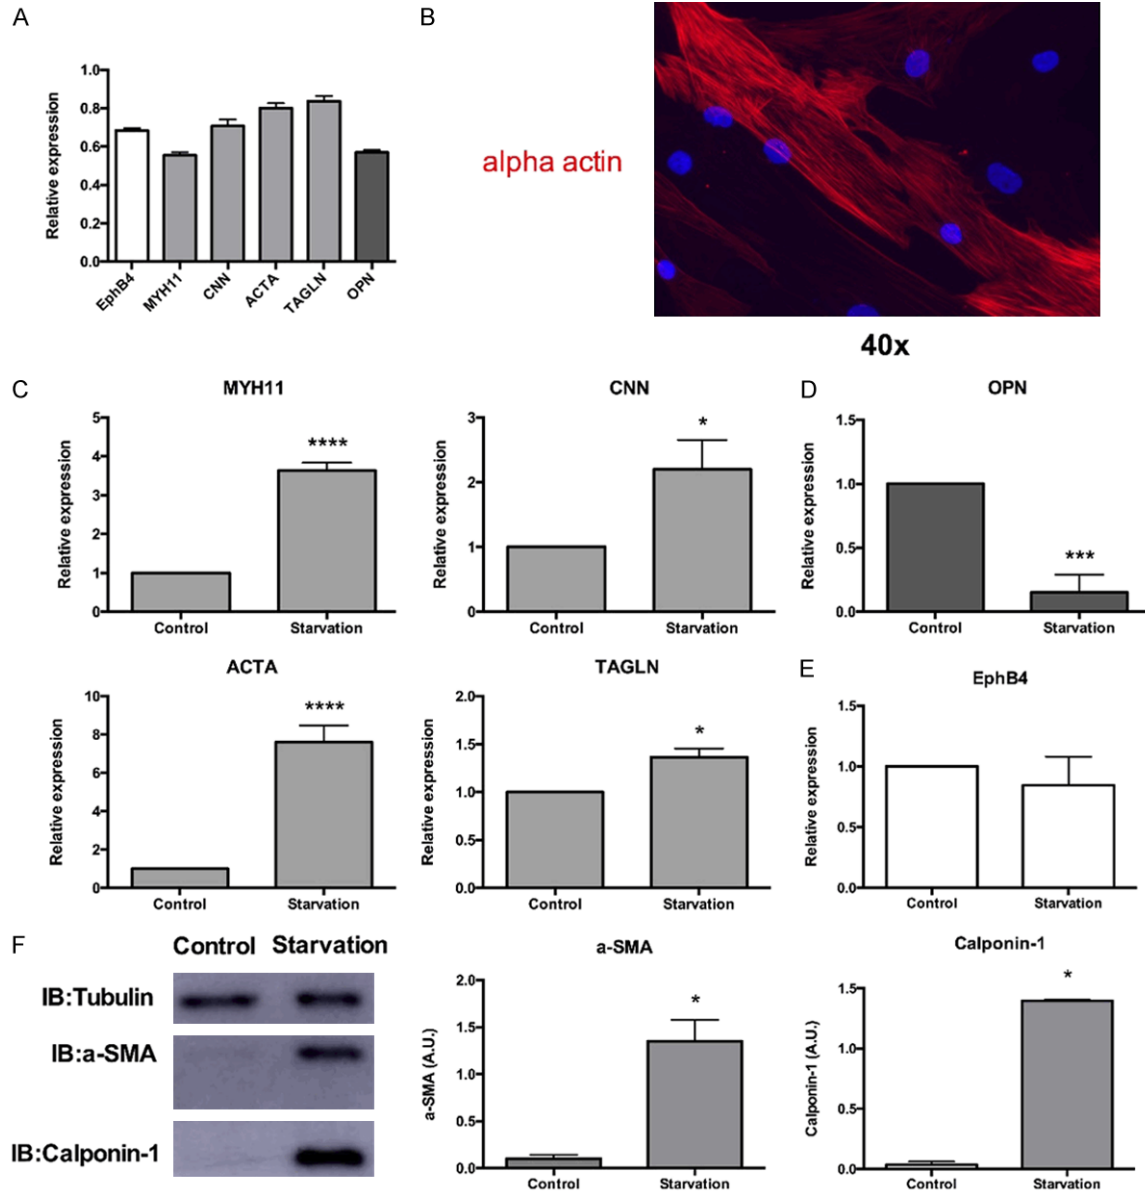 A
Relative expression
1.0
0.8
0.6
0.4
0.2
0.0
EphB4
MYH11
CNN
ACTA
TAGLN
OPN
B
alpha actin
40x
C
MYH11
Relative expression
5
4
3
2
1
0
****
Control Starvation
CNN
Relative expression
3
2
1
0
*
Control Starvation
D
OPN
Relative expression
1.5
1.0
0.5
0.0
***
Control Starvation
ACTA
Relative expression
10
8
6
4
2
0
****
Control Starvation
TAGLN
Relative expression
2.0
1.5
1.0
0.5
0.0
*
Control Starvation
E
EphB4
Relative expression
1.5
1.0
0.5
0.0
Control Starvation
F
Control Starvation
IB:Tubulin
IB:a-SMA
IB:Calponin-1
a-SMA
a-SMA (A.U.)
2.0
1.5
1.0
0.5
0.0
*
Control Starvation
Calponin-1
Calponin-1 (A.U.)
1.5
1.0
0.5
0.0
*
Control Starvation